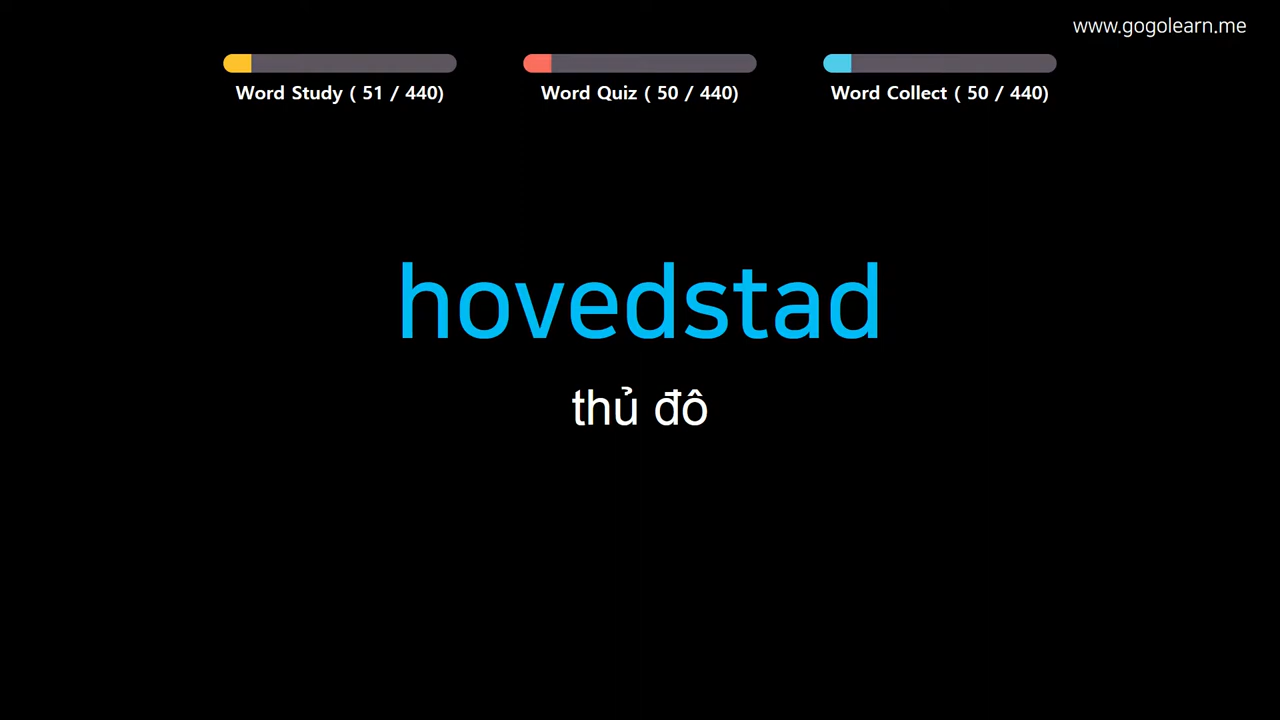 www.gogolearn.me
Word Study ( 51 / 440)
Word Quiz ( 50 / 440)
Word Collect ( 50 / 440)
hovedstad
thủ đô